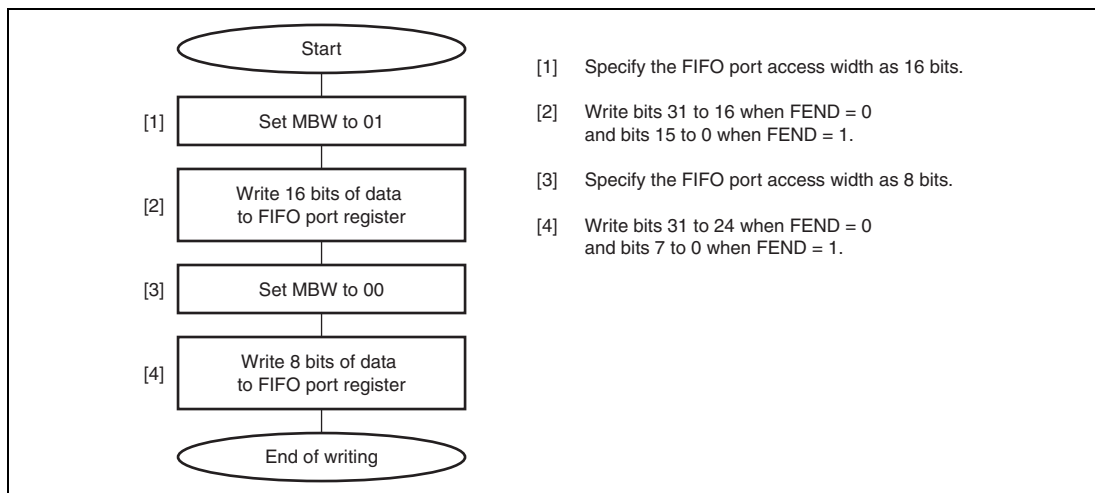 Start
[1]
Set MBW to 01
[2]
Write 16 bits of data
to FIFO port register
[3]
Set MBW to 00
[4]
Write 8 bits of data
to FIFO port register
End of writing
[1] Specify the FIFO port access width as 16 bits.
[2] Write bits 31 to 16 when FEND = 0
and bits 15 to 0 when FEND = 1.
[3] Specify the FIFO port access width as 8 bits.
[4] Write bits 31 to 24 when FEND = 0
and bits 7 to 0 when FEND = 1.